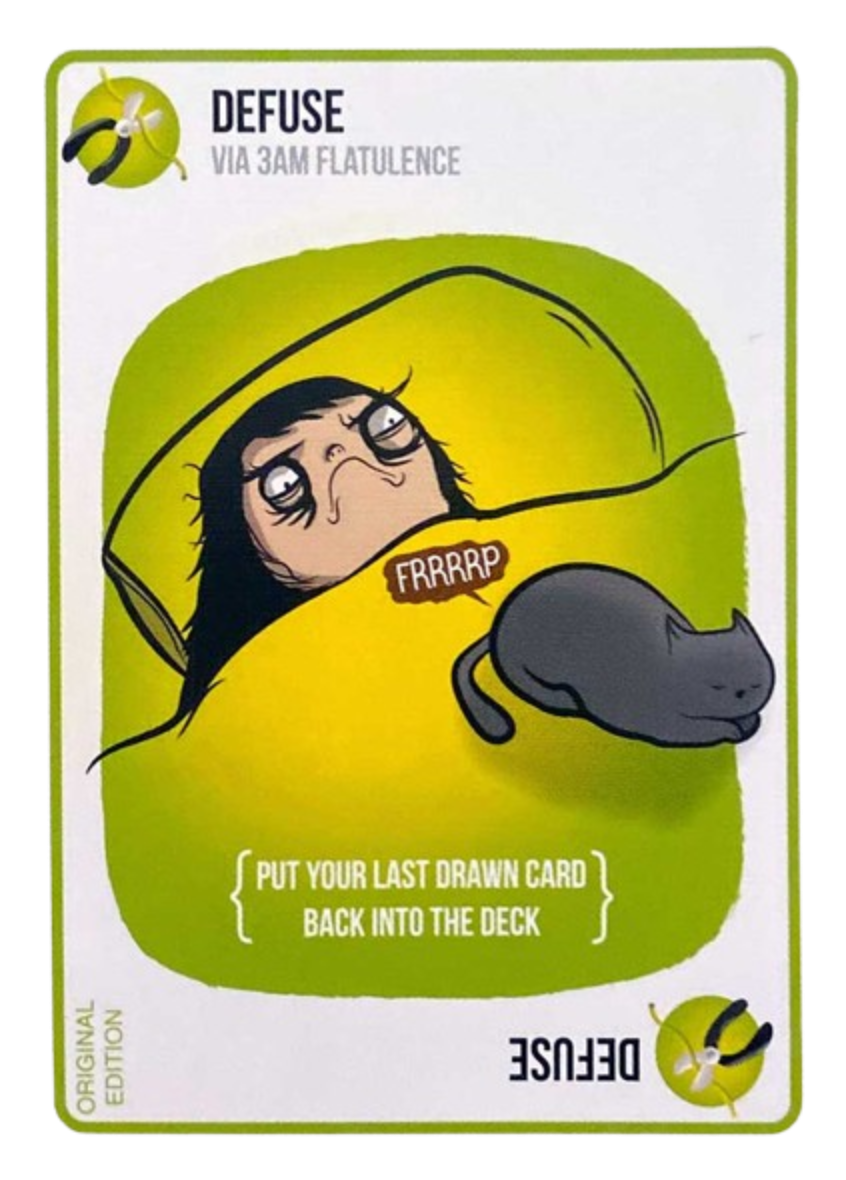 DEFUSE
VIA 3AM FLATULENCE
FRRRRP
{ PUT YOUR LAST DRAWN CARD
BACK INTO THE DECK }
ORIGINAL
EDITION
DEFUSE